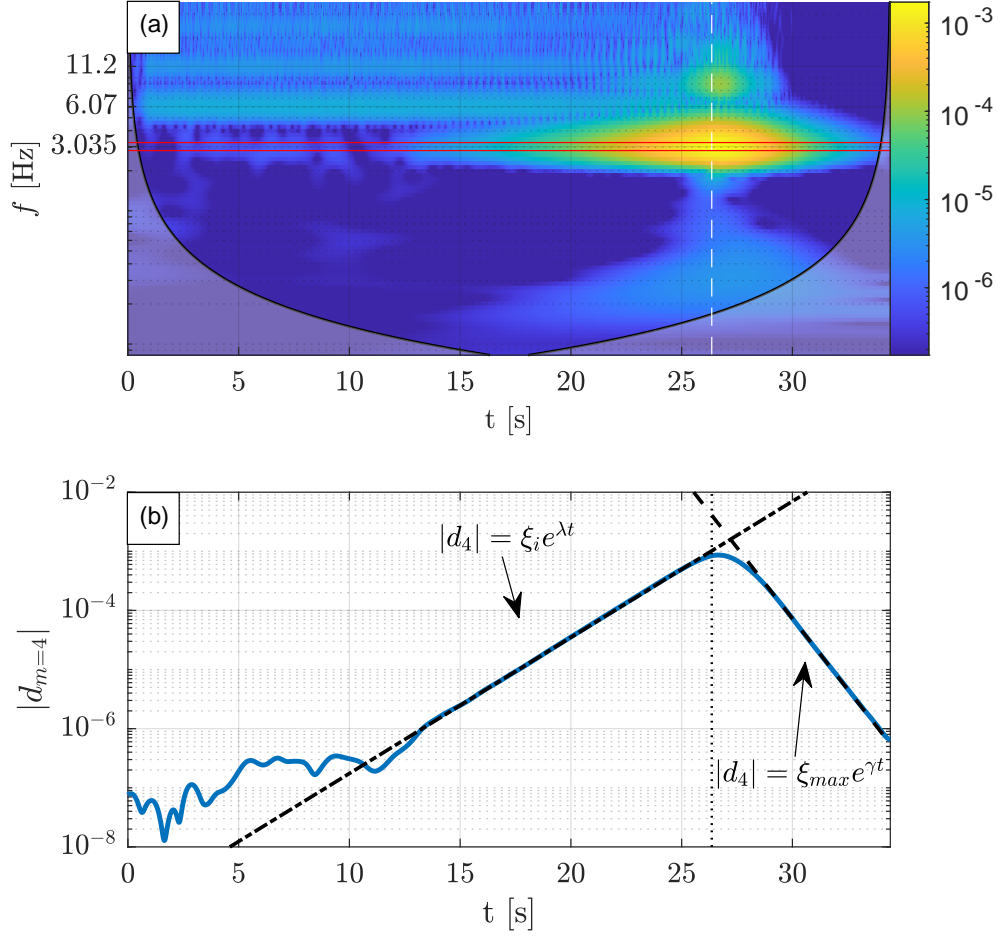 (a)
11.2
6.07
3.035
f [Hz]
0 5 10 15 20 25 30
t [s]
10⁻³
10⁻⁴
10⁻⁵
10⁻⁶
(b)
10⁻²
10⁻⁴
10⁻⁶
10⁻⁸
|d_{m=4}|
|d₄| = ξ_i e^{λt}
|d₄| = ξ_{max} e^{γt}
0 5 10 15 20 25 30
t [s]